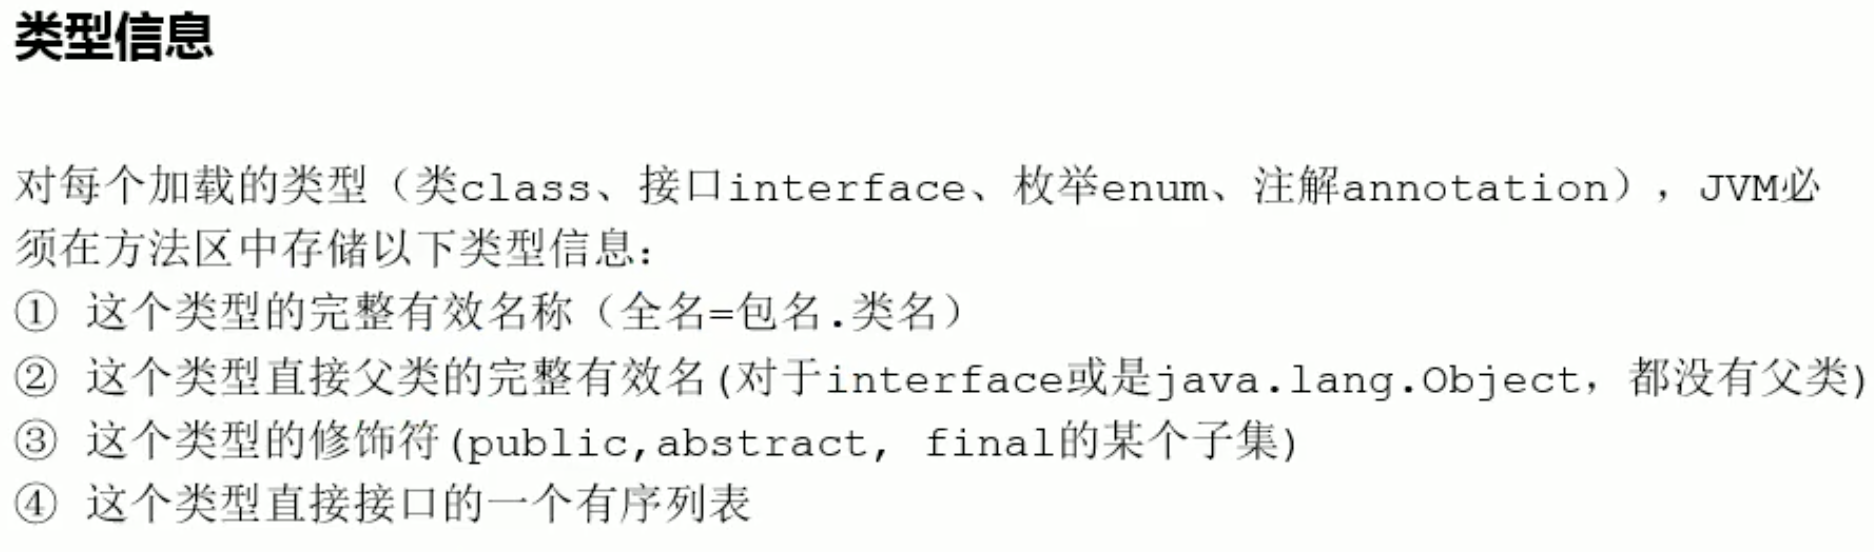 类型信息
对每个加载的类型（类class、接口interface、枚举enum、注解annotation），JVM必
须在方法区中存储以下类型信息：
① 这个类型的完整有效名称（全名=包名.类名）
② 这个类型直接父类的完整有效名(对于interface或是java.lang.Object，都没有父类)
③ 这个类型的修饰符(public,abstract, final的某个子集)
④ 这个类型直接接口的一个有序列表